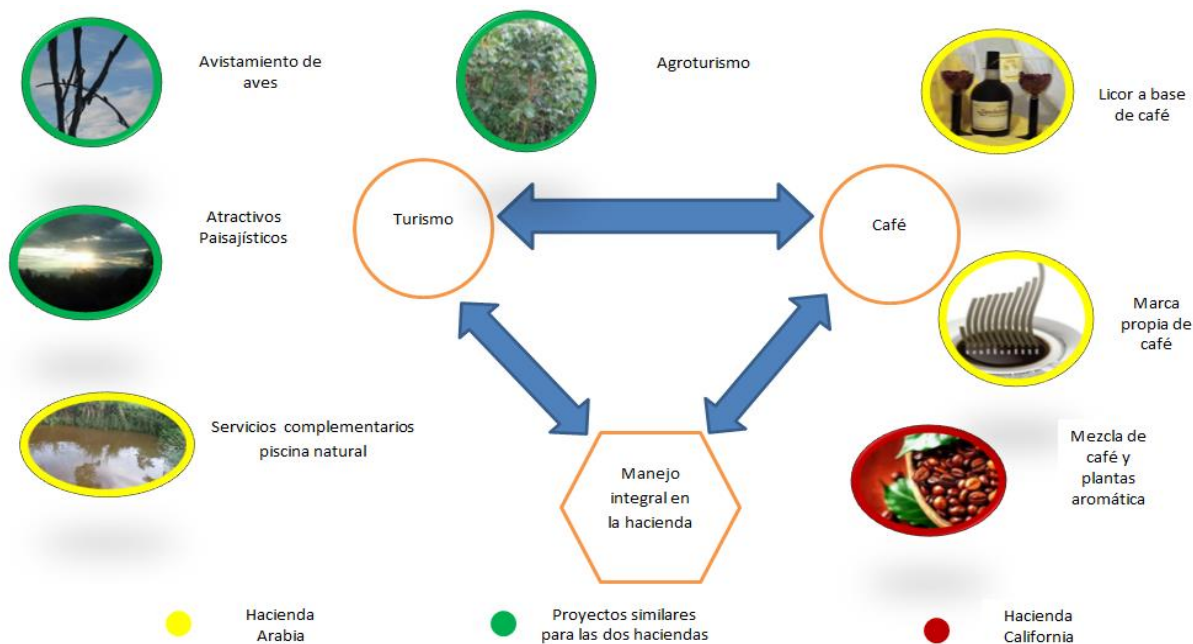 Avistamiento de
aves
Agroturismo
Licor a base
de café
Atractivos
Paisajísticos
Turismo
Café
Marca
propia de
café
Servicios complementarios
piscina natural
Manejo
integral en
la hacienda
Mezcla de
café y
plantas
aromática
Hacienda
Arabia
Proyectos similares
para las dos haciendas
Hacienda
California